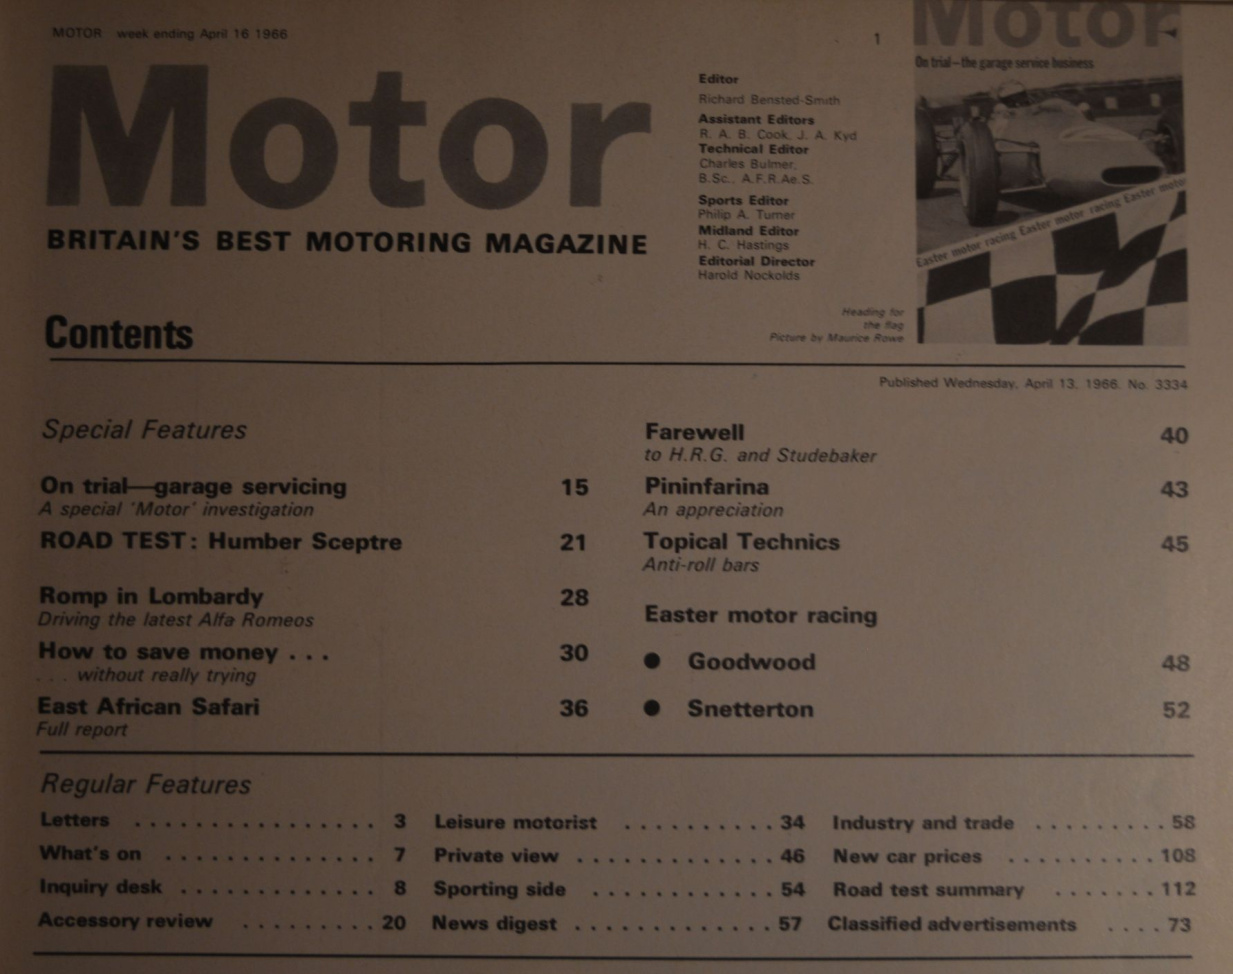 MOTOR week ending April 16 1966
1
Motor
BRITAIN'S BEST MOTORING MAGAZINE
Editor
Richard Bensted-Smith
Assistant Editors
R. A. B. Cook, J. A. Kyd
Technical Editor
Charles Bulmer,
B.Sc., A.F.R.Ae.S.
Sports Editor
Philip A. Turner
Midland Editor
H. C. Hastings
Editorial Director
Harold Nockolds
Motor
On trial—the garage service business
Easter motor racing Easter motor racing Easter moto
Heading for
the flag
Picture by Maurice Rowe
Contents
Published Wednesday, April 13, 1966. No. 3334
Special Features
On trial—garage servicing 15
A special 'Motor' investigation
ROAD TEST: Humber Sceptre 21
Romp in Lombardy 28
Driving the latest Alfa Romeos
How to save money . . . 30
. . . without really trying
East African Safari 36
Full report
Farewell 40
to H.R.G. and Studebaker
Pininfarina 43
An appreciation
Topical Technics 45
Anti-roll bars
Easter motor racing
● Goodwood 48
● Snetterton 52
Regular Features
Letters . . . . . . . . . . . . . . . . 3
What's on . . . . . . . . . . . . . . 7
Inquiry desk . . . . . . . . . . . . . 8
Accessory review . . . . . . . . . 20
Leisure motorist . . . . . . . . . . 34
Private view . . . . . . . . . . . . . 46
Sporting side . . . . . . . . . . . . 54
News digest . . . . . . . . . . . . . 57
Industry and trade . . . . . . . . . 58
New car prices . . . . . . . . . . 108
Road test summary . . . . . . . 112
Classified advertisements . . . . 73